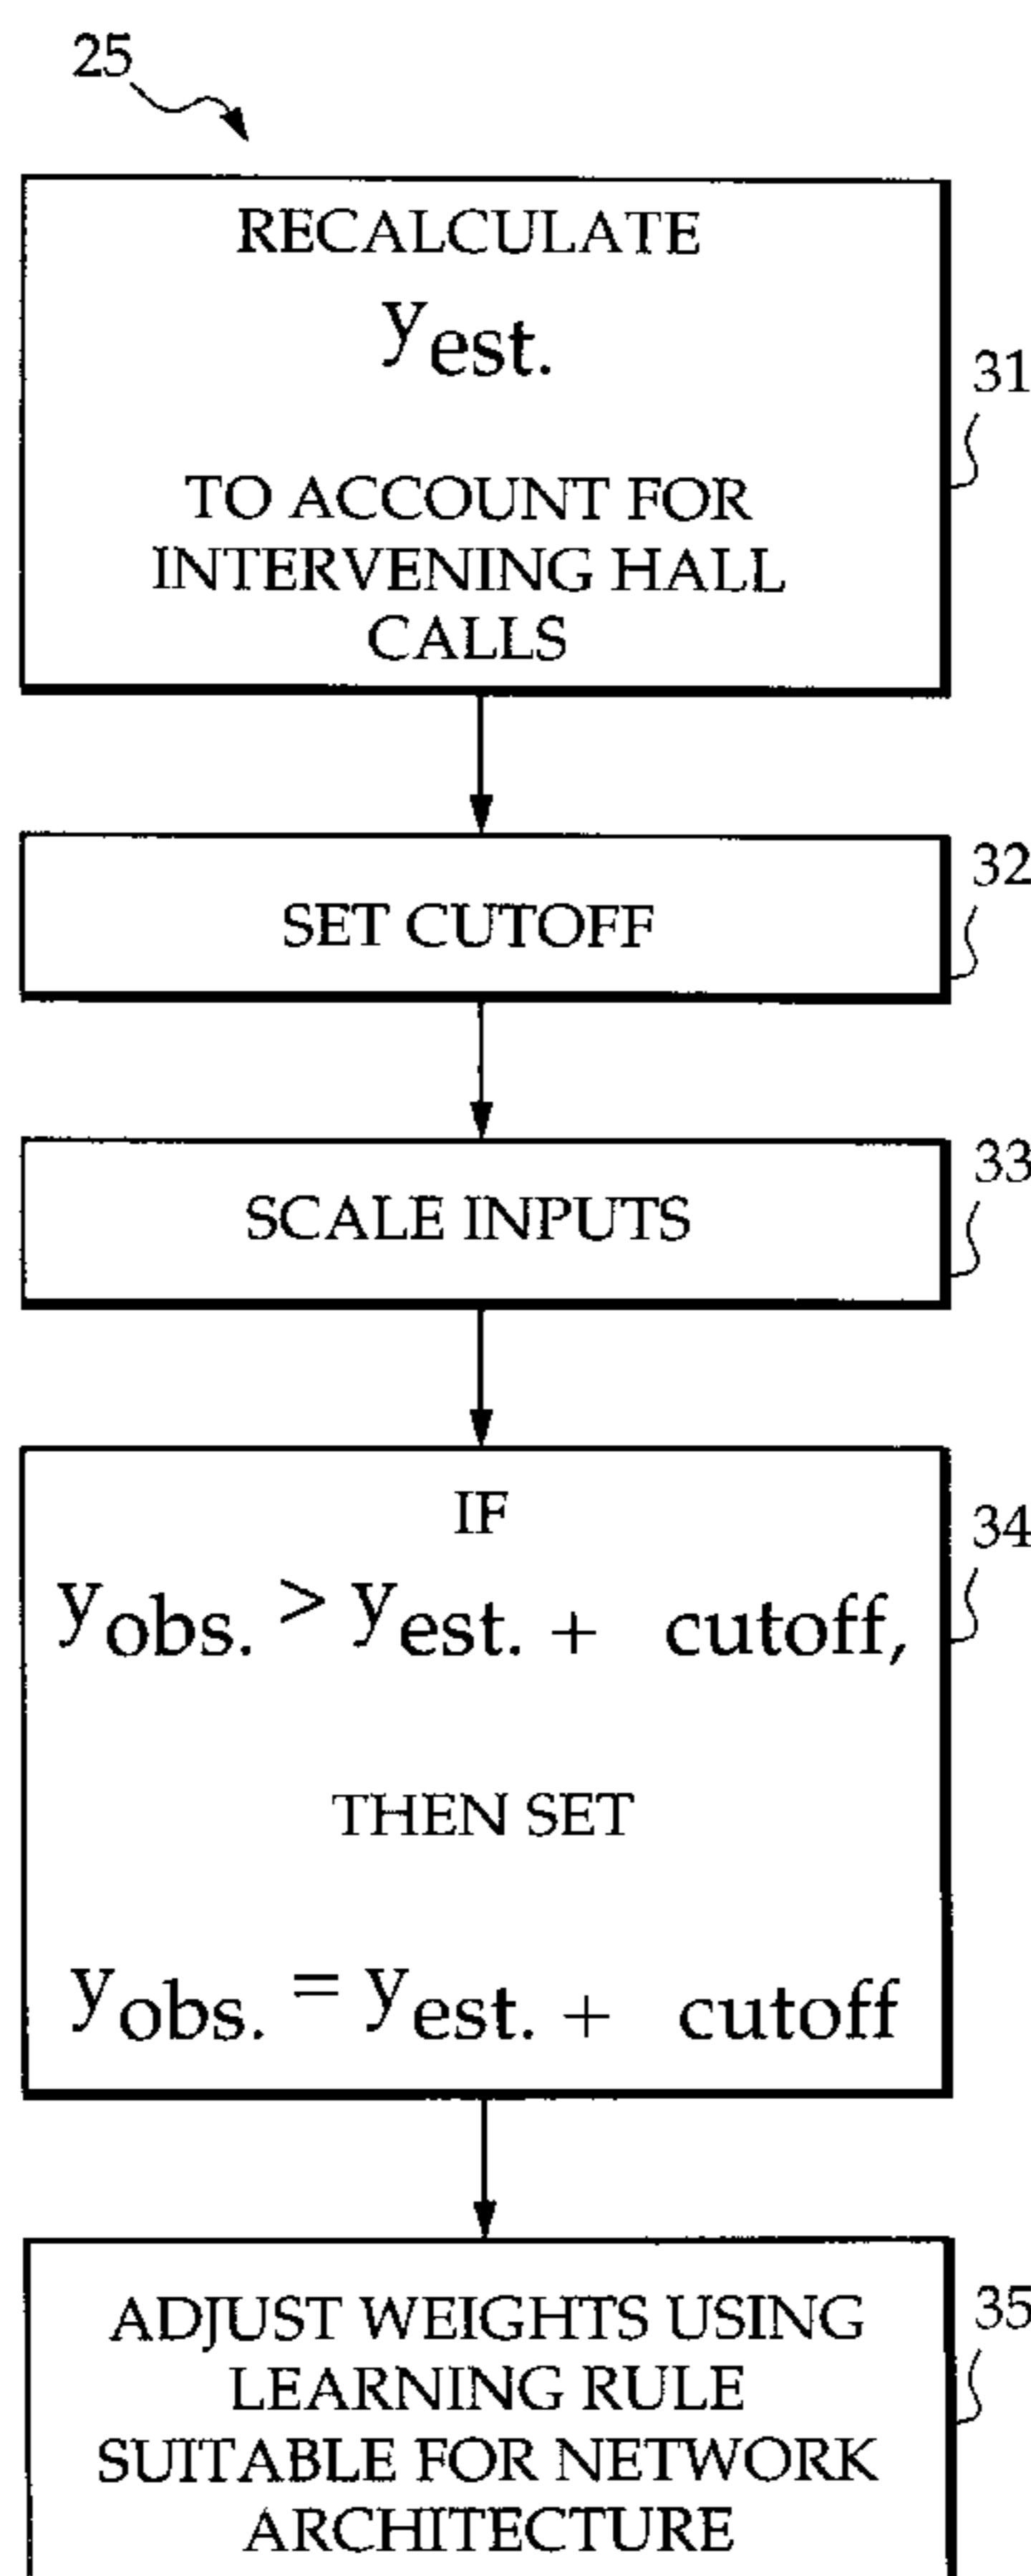 25
RECALCULATE
yest.
31
TO ACCOUNT FOR
INTERVENING HALL
CALLS
32
SET CUTOFF
33
SCALE INPUTS
IF
34
yobs. > yest. + cutoff,
THEN SET
yobs. = yest. + cutoff
35
ADJUST WEIGHTS USING
LEARNING RULE
SUITABLE FOR NETWORK
ARCHITECTURE